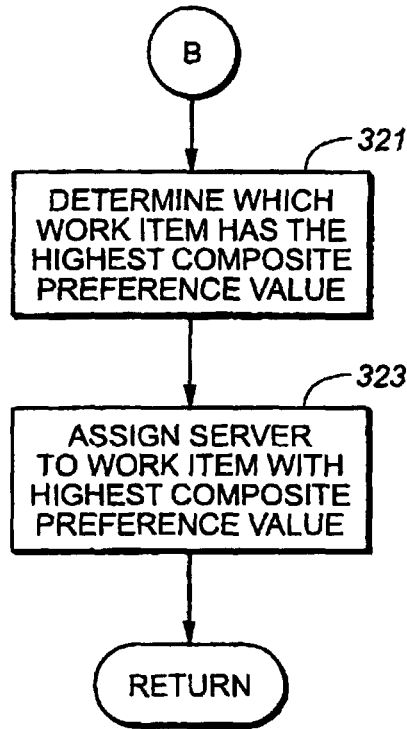 B
321
DETERMINE WHICH
WORK ITEM HAS THE
HIGHEST COMPOSITE
PREFERENCE VALUE
323
ASSIGN SERVER
TO WORK ITEM WITH
HIGHEST COMPOSITE
PREFERENCE VALUE
RETURN